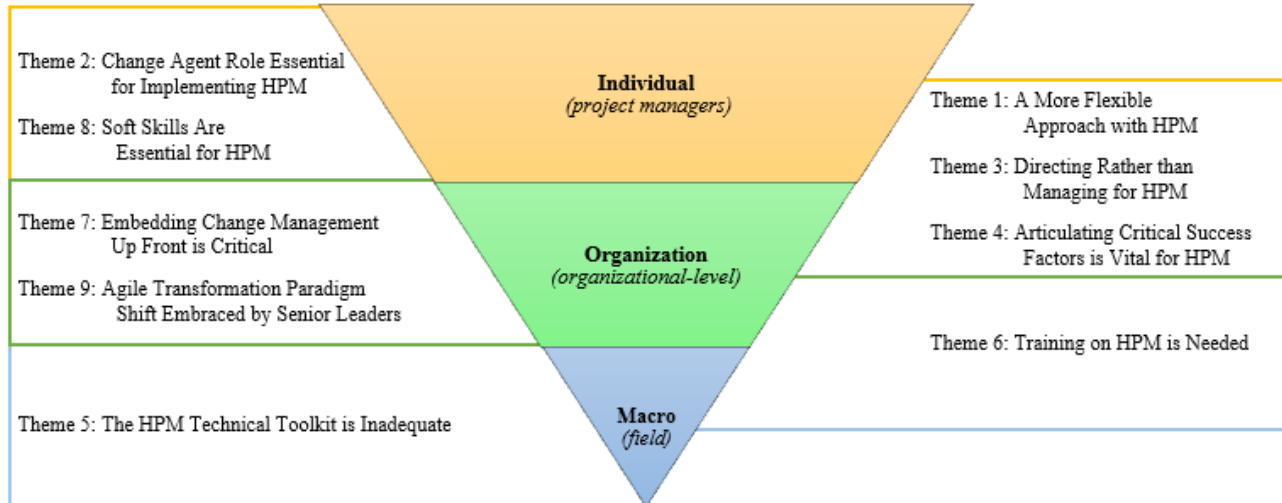 Theme 2: Change Agent Role Essential
for Implementing HPM
Theme 8: Soft Skills Are
Essential for HPM
Theme 7: Embedding Change Management
Up Front is Critical
Theme 9: Agile Transformation Paradigm
Shift Embraced by Senior Leaders
Theme 5: The HPM Technical Toolkit is Inadequate
Individual
(project managers)
Organization
(organizational-level)
Macro
(field)
Theme 1: A More Flexible
Approach with HPM
Theme 3: Directing Rather than
Managing for HPM
Theme 4: Articulating Critical Success
Factors is Vital for HPM
Theme 6: Training on HPM is Needed